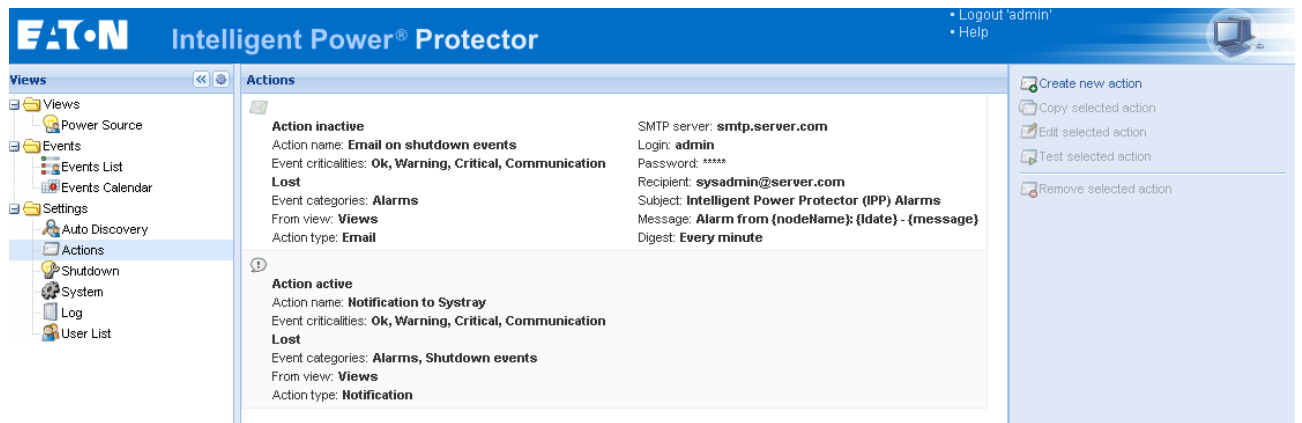 EATON Intelligent Power® Protector
▪ Logout 'admin'
▪ Help
Views
Views
Power Source
Events
Events List
Events Calendar
Settings
Auto Discovery
Actions
Shutdown
System
Log
User List
Actions
Action inactive
Action name: Email on shutdown events
Event criticalities: Ok, Warning, Critical, Communication
Lost
Event categories: Alarms
From view: Views
Action type: Email
SMTP server: smtp.server.com
Login: admin
Password: *****
Recipient: sysadmin@server.com
Subject: Intelligent Power Protector (IPP) Alarms
Message: Alarm from {nodeName}: {ldate} - {message}
Digest: Every minute
Action active
Action name: Notification to Systray
Event criticalities: Ok, Warning, Critical, Communication
Lost
Event categories: Alarms, Shutdown events
From view: Views
Action type: Notification
Create new action
Copy selected action
Edit selected action
Test selected action
Remove selected action